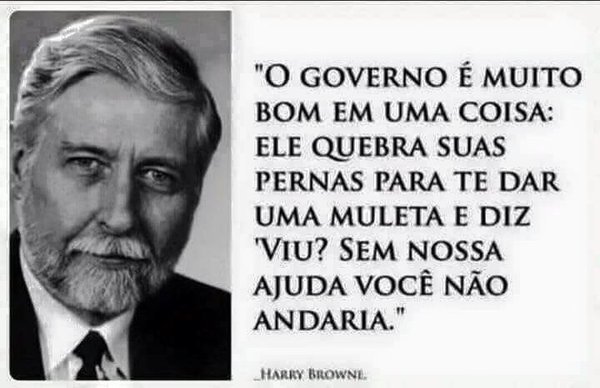 "O GOVERNO É MUITO
BOM EM UMA COISA:
ELE QUEBRA SUAS
PERNAS PARA TE DAR
UMA MULETA E DIZ
'VIU? SEM NOSSA
AJUDA VOCÊ NÃO
ANDARIA."
_HARRY BROWNE.